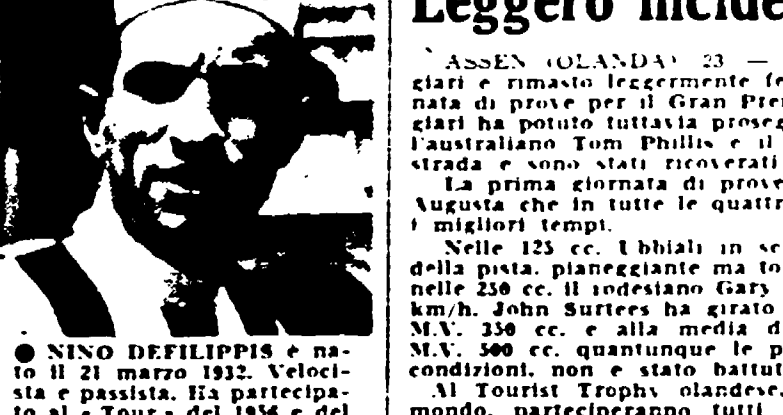 ● NINO DEFILIPPIS è na-
to il 21 marzo 1932. Veloci-
sta e passista. Ha partecipa-
to al « Tour » del 1956 e del
Leggero incide
ASSEN (OLANDA) 23 —
giari è rimasto leggermente fe
nata di prove per il Gran Prem
giari ha potuto tuttavia proseg
l'australiano Tom Phillis e il
strada e sono stati ricoverati
La prima giornata di prove
Augusta che in tutte le quattr
i migliori tempi.
Nelle 125 cc. Ubbiali in se
della pista, pianeggiante ma to
nelle 250 cc. il rodesiano Gary
km/h. John Surtees ha girato
M.V. 350 cc. e alla media d
M.V. 500 cc. quantunque le p
condizioni. non è stato battut
Al Tourist Trophy olandese
mondo, parteciperanno tutti